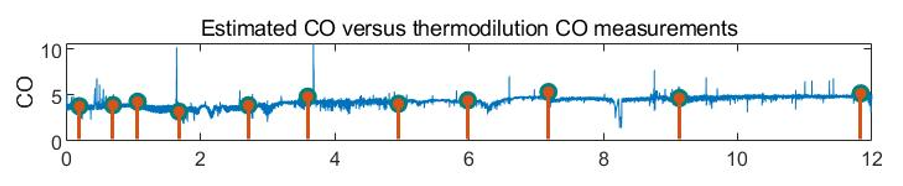 Estimated CO versus thermodilution CO measurements
10
5
0
CO
0 2 4 6 8 10 12